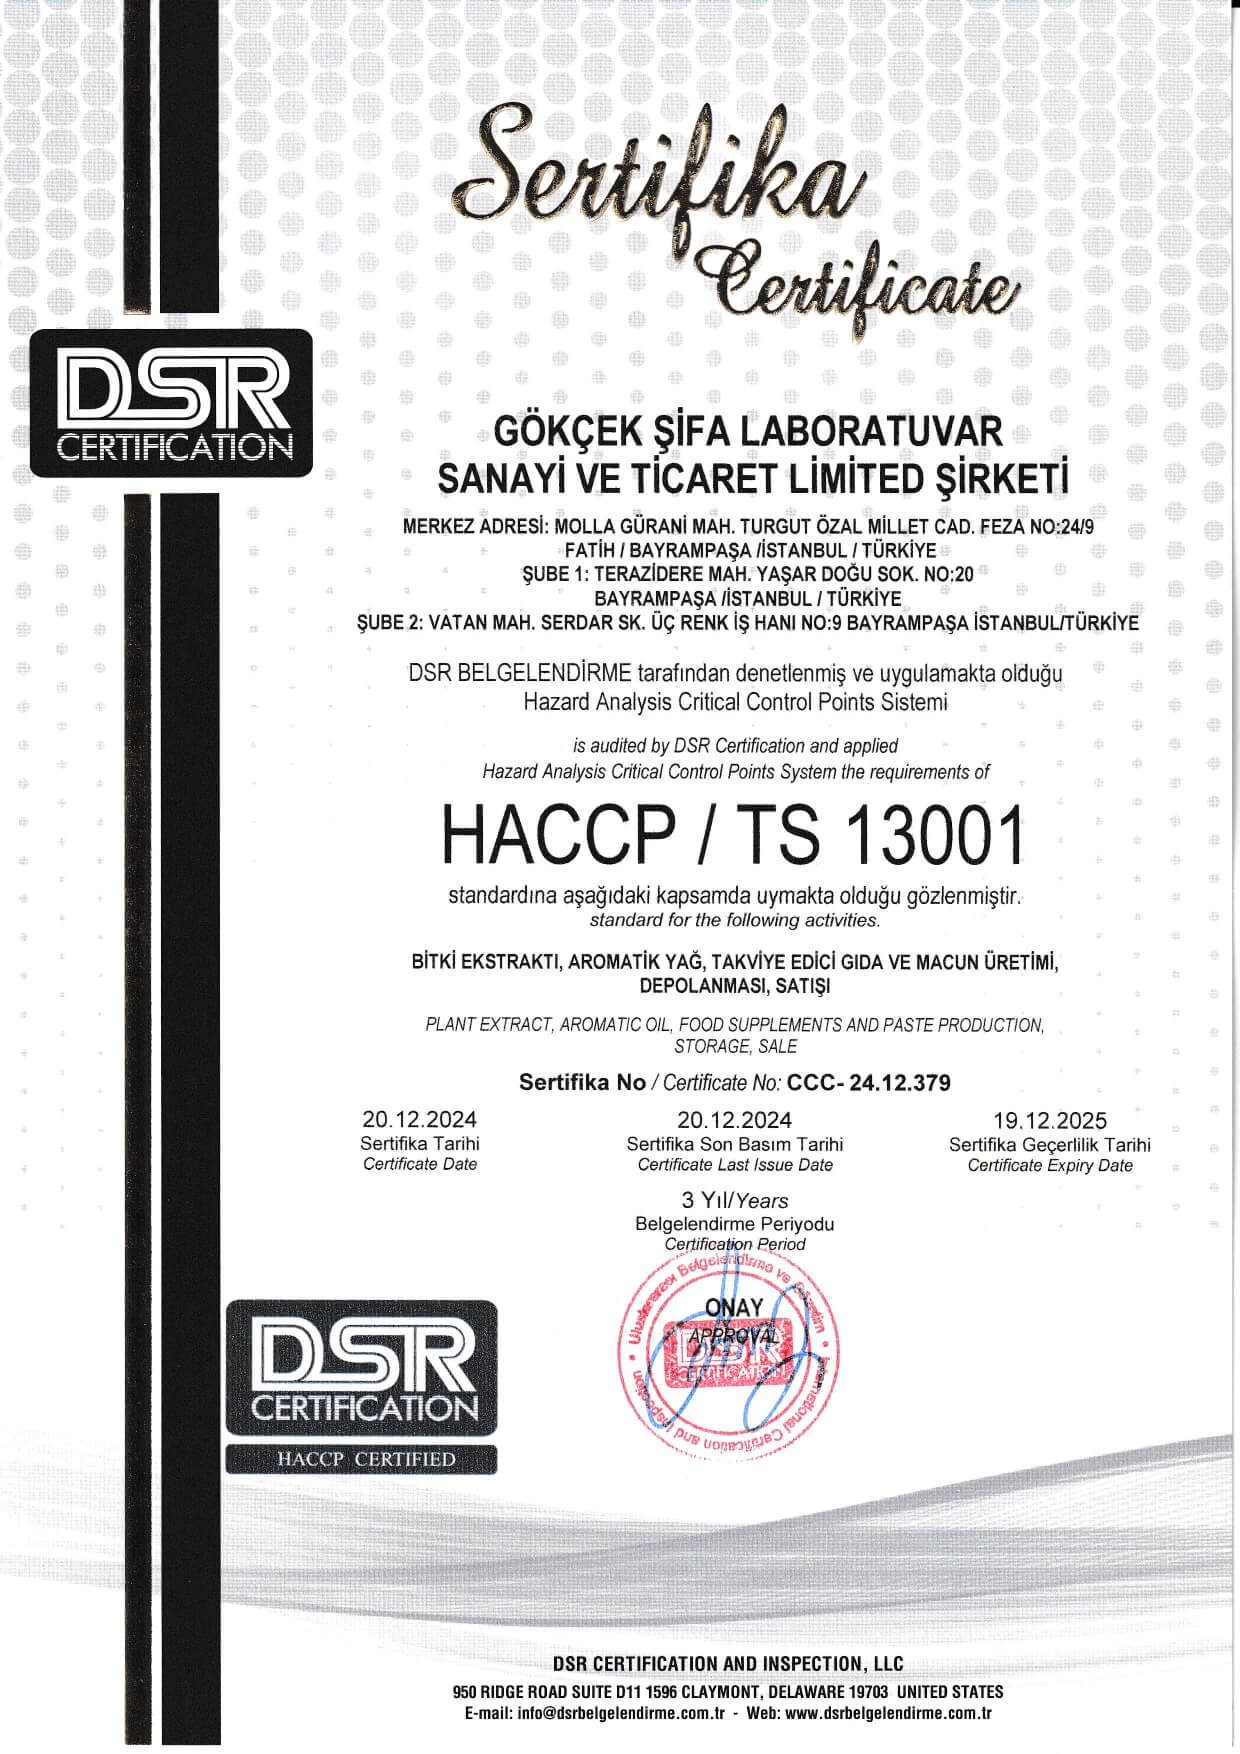 Sertifika
Certificate
DSR
CERTIFICATION
GÖKÇEK ŞİFA LABORATUVAR
SANAYİ VE TİCARET LİMİTED ŞİRKETİ
MERKEZ ADRESİ: MOLLA GÜRANİ MAH. TURGUT ÖZAL MİLLET CAD. FEZA NO:24/9
FATİH / BAYRAMPAŞA /İSTANBUL / TÜRKİYE
ŞUBE 1: TERAZİDERE MAH. YAŞAR DOĞU SOK. NO:20
BAYRAMPAŞA /İSTANBUL / TÜRKİYE
ŞUBE 2: VATAN MAH. SERDAR SK. ÜÇ RENK İŞ HANI NO:9 BAYRAMPAŞA İSTANBUL/TÜRKİYE
DSR BELGELENDİRME tarafından denetlenmiş ve uygulamakta olduğu
Hazard Analysis Critical Control Points Sistemi
is audited by DSR Certification and applied
Hazard Analysis Critical Control Points System the requirements of
HACCP / TS 13001
standardına aşağıdaki kapsamda uymakta olduğu gözlenmiştir.
standard for the following activities.
BİTKİ EKSTRAKTI, AROMATİK YAĞ, TAKVİYE EDİCİ GIDA VE MACUN ÜRETİMİ,
DEPOLANMASI, SATIŞI
PLANT EXTRACT, AROMATIC OIL, FOOD SUPPLEMENTS AND PASTE PRODUCTION,
STORAGE, SALE
Sertifika No / Certificate No: CCC- 24.12.379
20.12.2024 20.12.2024 19.12.2025
Sertifika Tarihi Sertifika Son Basım Tarihi Sertifika Geçerlilik Tarihi
Certificate Date Certificate Last Issue Date Certificate Expiry Date
3 Yıl/Years
Belgelendirme Periyodu
Certification Period
Uluslararası Belgelendirme ve Gözetim
International Certification and Inspection
ONAY
APPROVAL
DSR
CERTIFICATION
DSR
CERTIFICATION
HACCP CERTIFIED
DSR CERTIFICATION AND INSPECTION, LLC
950 RIDGE ROAD SUITE D11 1596 CLAYMONT, DELAWARE 19703 UNITED STATES
E-mail: info@dsrbelgelendirme.com.tr - Web: www.dsrbelgelendirme.com.tr